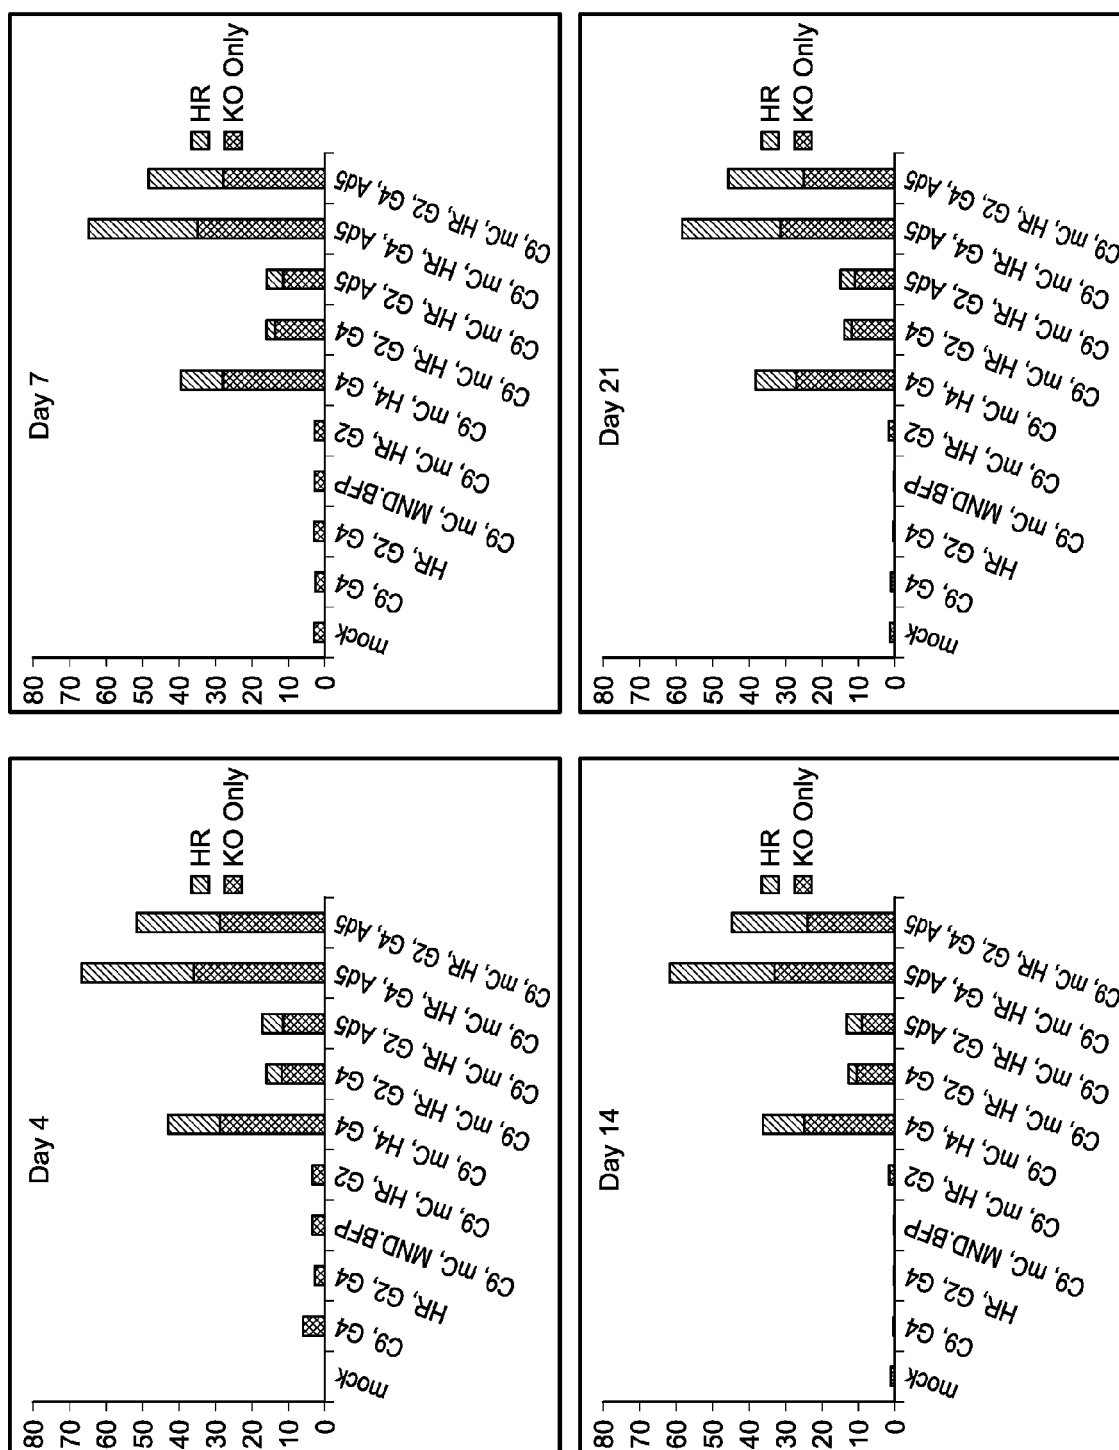 Day 4
80
70
60
50
40
30
20
10
0
HR
KO Only
mock
C9, G4
HR, G2, G4
C9, mC, MND.BFP
C9, mC, HR, G2
C9, mC, H4, G4
C9, mC, HR, G2, G4
C9, mC, HR, G2, Ad5
C9, mC, HR, G4, Ad5
C9, mC, HR, G2, G4, Ad5
Day 7
80
70
60
50
40
30
20
10
0
HR
KO Only
mock
C9, G4
HR, G2, G4
C9, mC, MND.BFP
C9, mC, HR, G2
C9, mC, H4, G4
C9, mC, HR, G2, G4
C9, mC, HR, G2, Ad5
C9, mC, HR, G4, Ad5
C9, mC, HR, G2, G4, Ad5
Day 14
80
70
60
50
40
30
20
10
0
HR
KO Only
mock
C9, G4
HR, G2, G4
C9, mC, MND.BFP
C9, mC, HR, G2
C9, mC, H4, G4
C9, mC, HR, G2, G4
C9, mC, HR, G2, Ad5
C9, mC, HR, G4, Ad5
C9, mC, HR, G2, G4, Ad5
Day 21
80
70
60
50
40
30
20
10
0
HR
KO Only
mock
C9, G4
HR, G2, G4
C9, mC, MND.BFP
C9, mC, HR, G2
C9, mC, H4, G4
C9, mC, HR, G2, G4
C9, mC, HR, G2, Ad5
C9, mC, HR, G4, Ad5
C9, mC, HR, G2, G4, Ad5